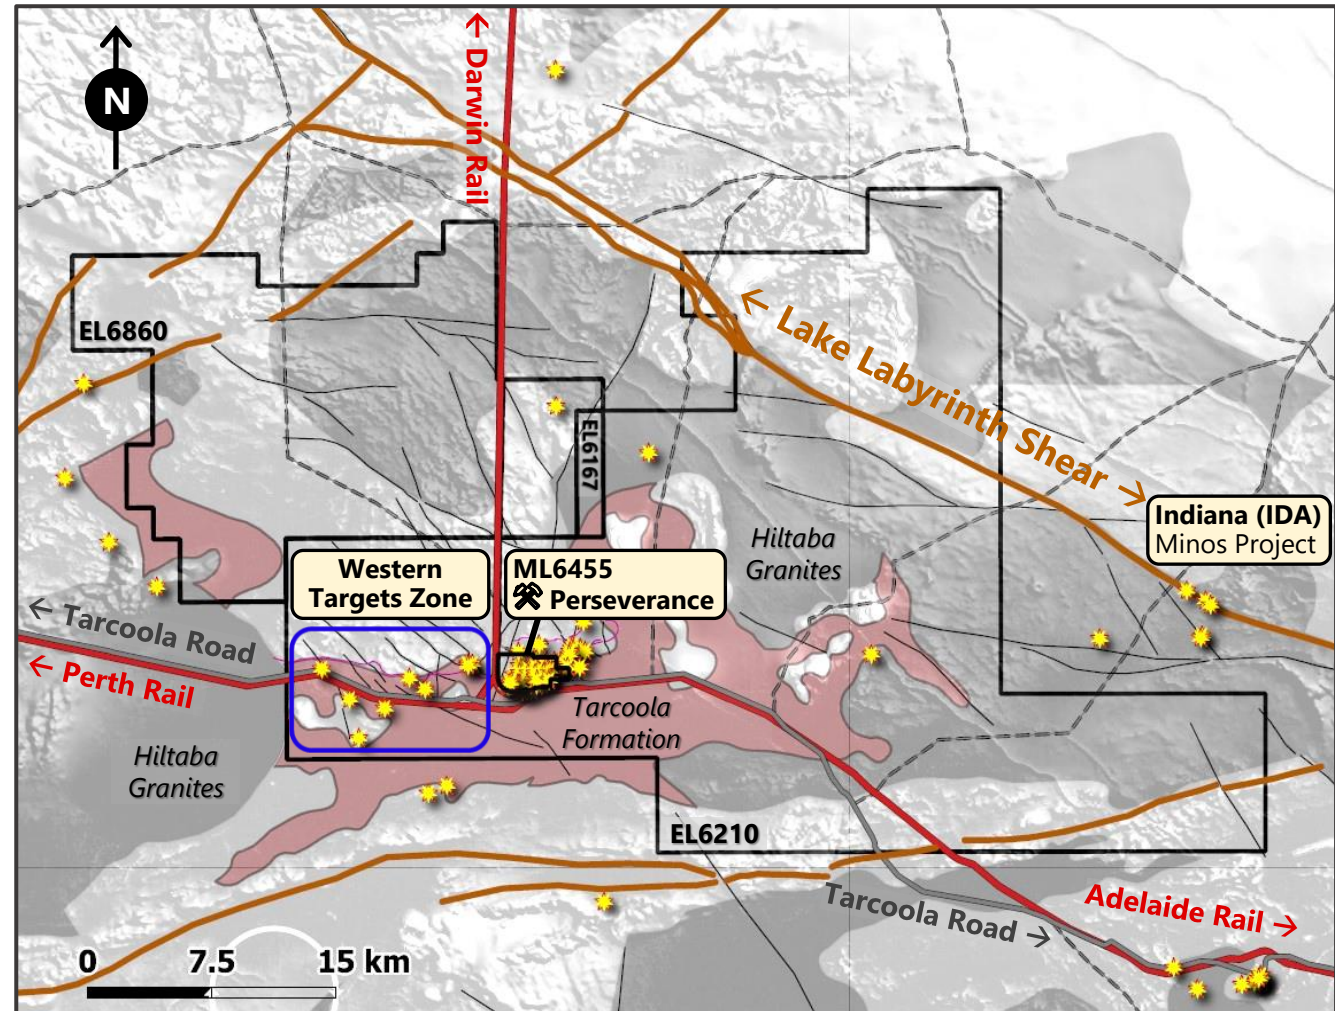 ← Darwin Rail
N
EL6860
← Lake Labyrinth Shear →
EL6167
Indiana (IDA)
Minos Project
Hiltaba
Granites
Western
Targets Zone
ML6455
Perseverance
← Tarcoola Road
← Perth Rail
Tarcoola
Formation
Hiltaba
Granites
EL6210
Tarcoola Road →
Adelaide Rail →
0 7.5 15 km